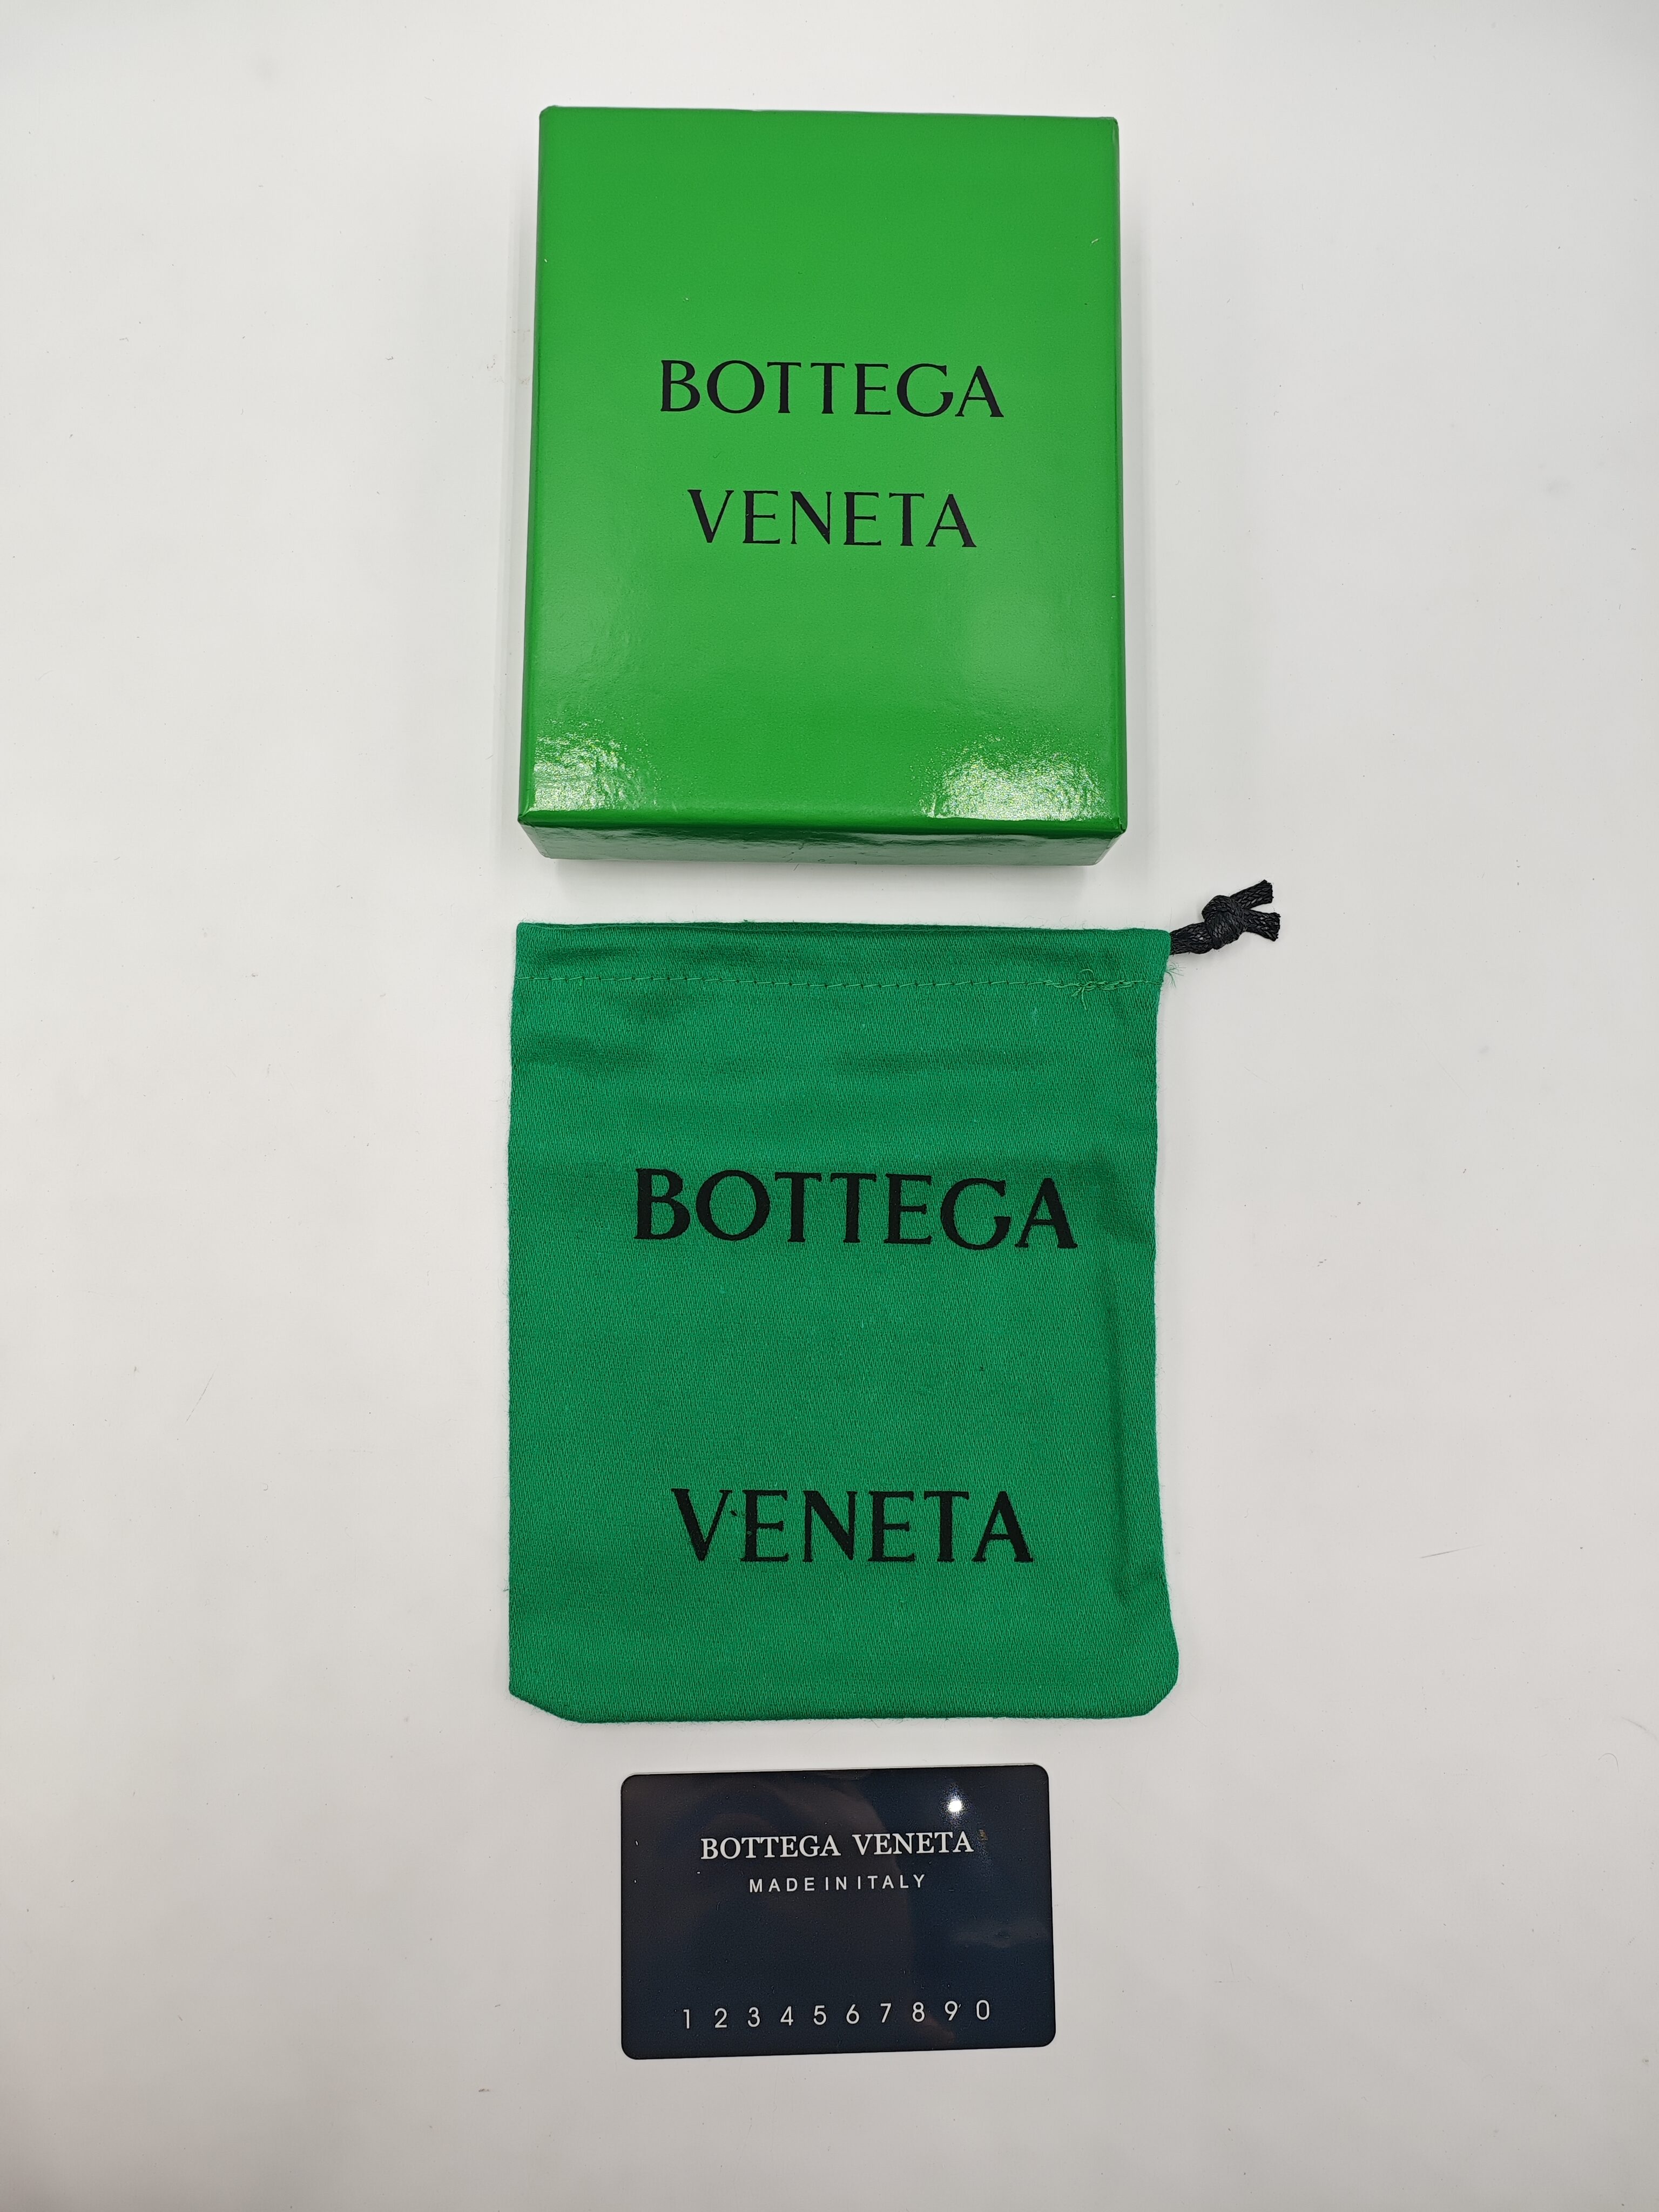 BOTTEGA
VENETA
BOTTEGA
VENETA
BOTTEGA VENETA
MADE IN ITALY
1 2 3 4 5 6 7 8 9 0